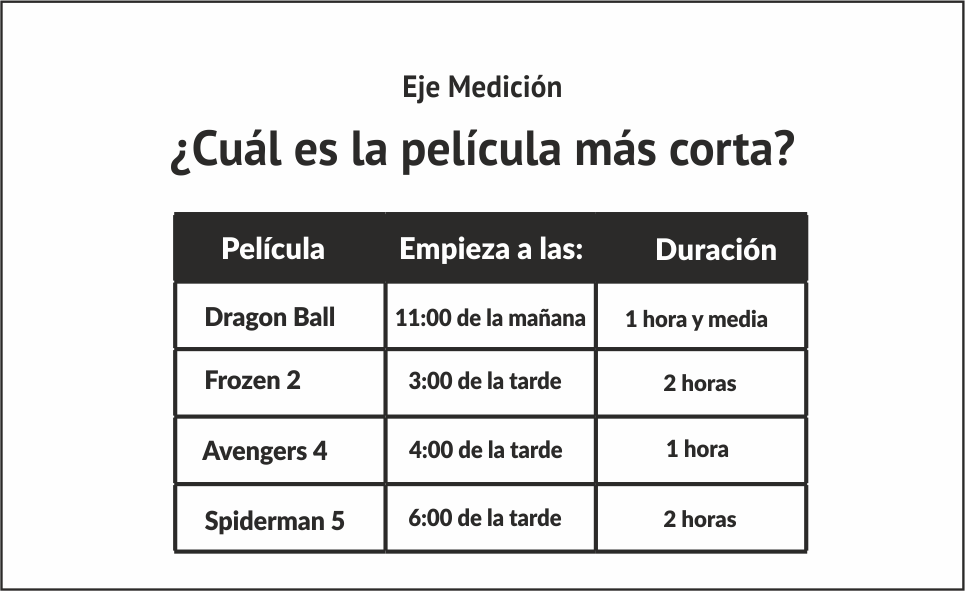 Eje Medición
¿Cuál es la película más corta?
Película Empieza a las: Duración
Dragon Ball 11:00 de la mañana 1 hora y media
Frozen 2 3:00 de la tarde 2 horas
Avengers 4 4:00 de la tarde 1 hora
Spiderman 5 6:00 de la tarde 2 horas